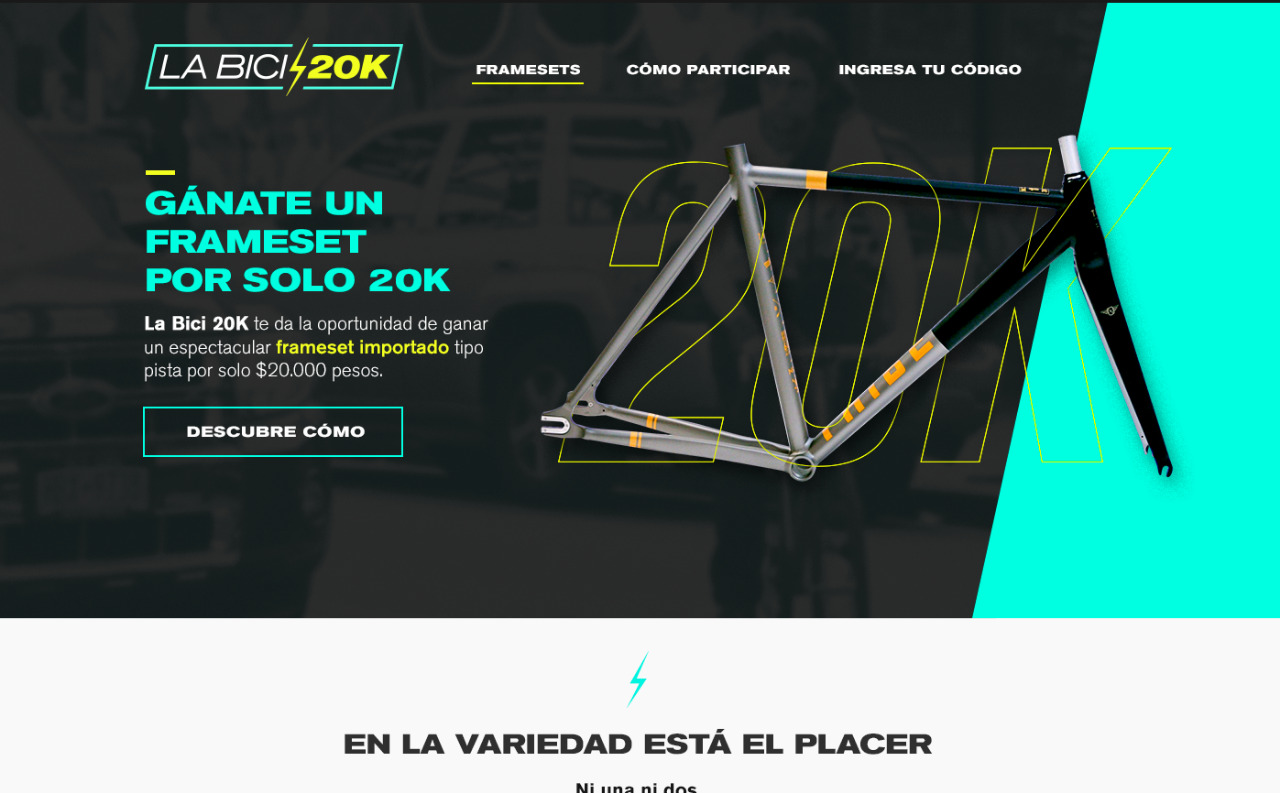 LA BICI 20K
FRAMESETS
CÓMO PARTICIPAR
INGRESA TU CÓDIGO
GÁNATE UN
FRAMESET
POR SOLO 20K
La Bici 20K te da la oportunidad de ganar
un espectacular frameset importado tipo
pista por solo $20.000 pesos.
DESCUBRE CÓMO
20K
EN LA VARIEDAD ESTÁ EL PLACER
Ni una ni dos